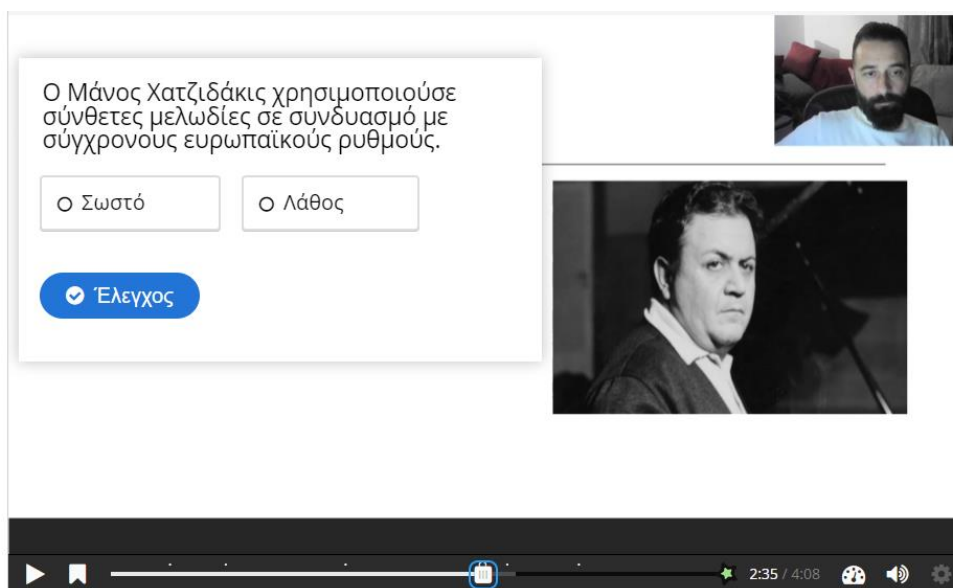 Ο Μάνος Χατζιδάκις χρησιμοποιούσε
σύνθετες μελωδίες σε συνδυασμό με
σύγχρονους ευρωπαϊκούς ρυθμούς.
Σωστό
Λάθος
Έλεγχος
2:35 / 4:08